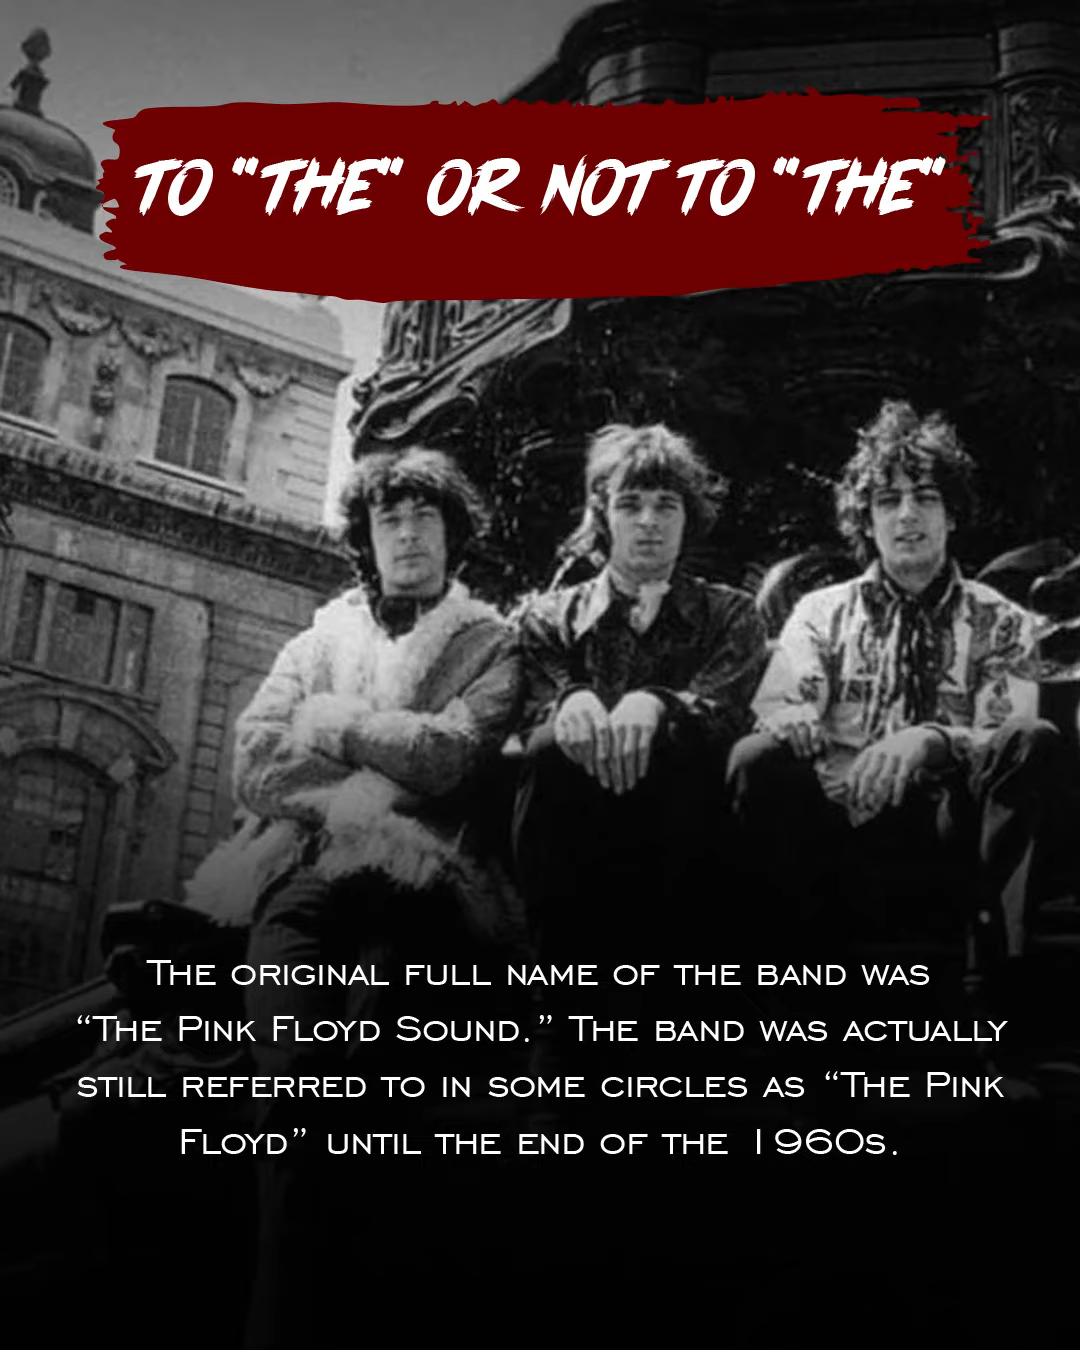 TO "THE" OR NOT TO "THE"
The original full name of the band was
“The Pink Floyd Sound.” The band was actually
still referred to in some circles as “The Pink
Floyd” until the end of the 1960s.